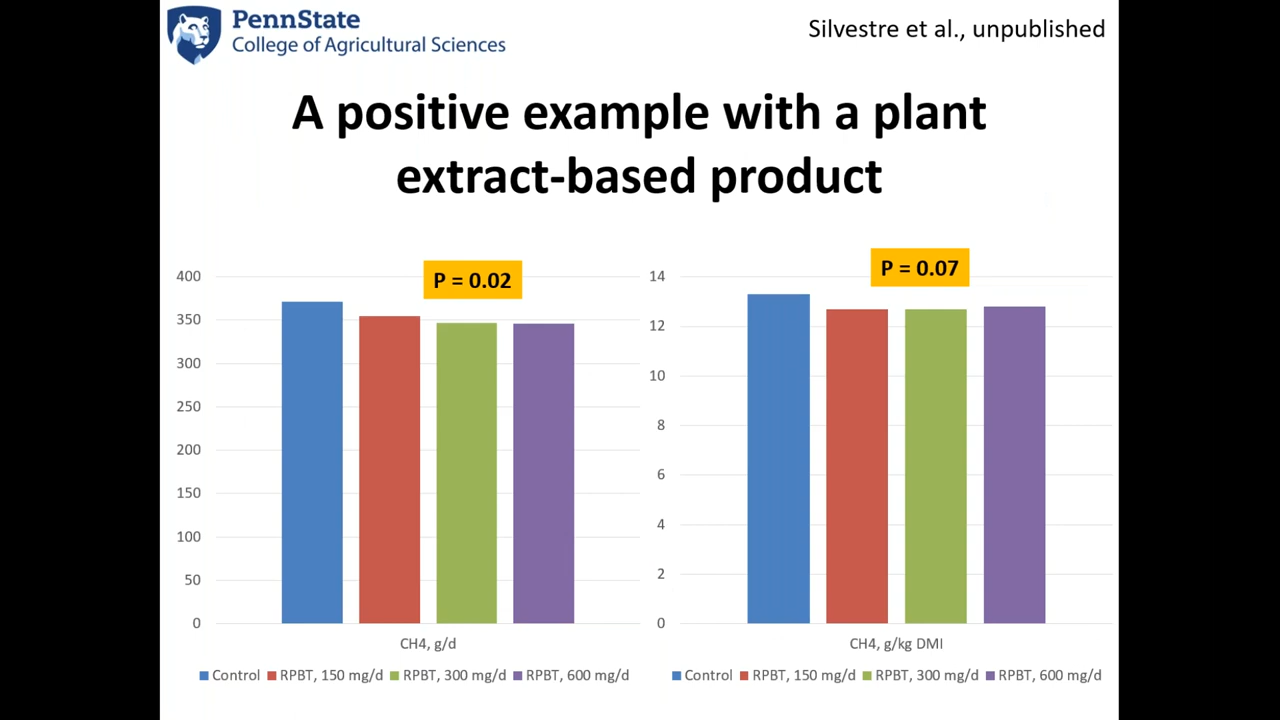 PennState
College of Agricultural Sciences
Silvestre et al., unpublished
A positive example with a plant
extract-based product
P = 0.02
400
350
300
250
200
150
100
50
0
CH4, g/d
Control RPBT, 150 mg/d RPBT, 300 mg/d RPBT, 600 mg/d
P = 0.07
14
12
10
8
6
4
2
0
CH4, g/kg DMI
Control RPBT, 150 mg/d RPBT, 300 mg/d RPBT, 600 mg/d